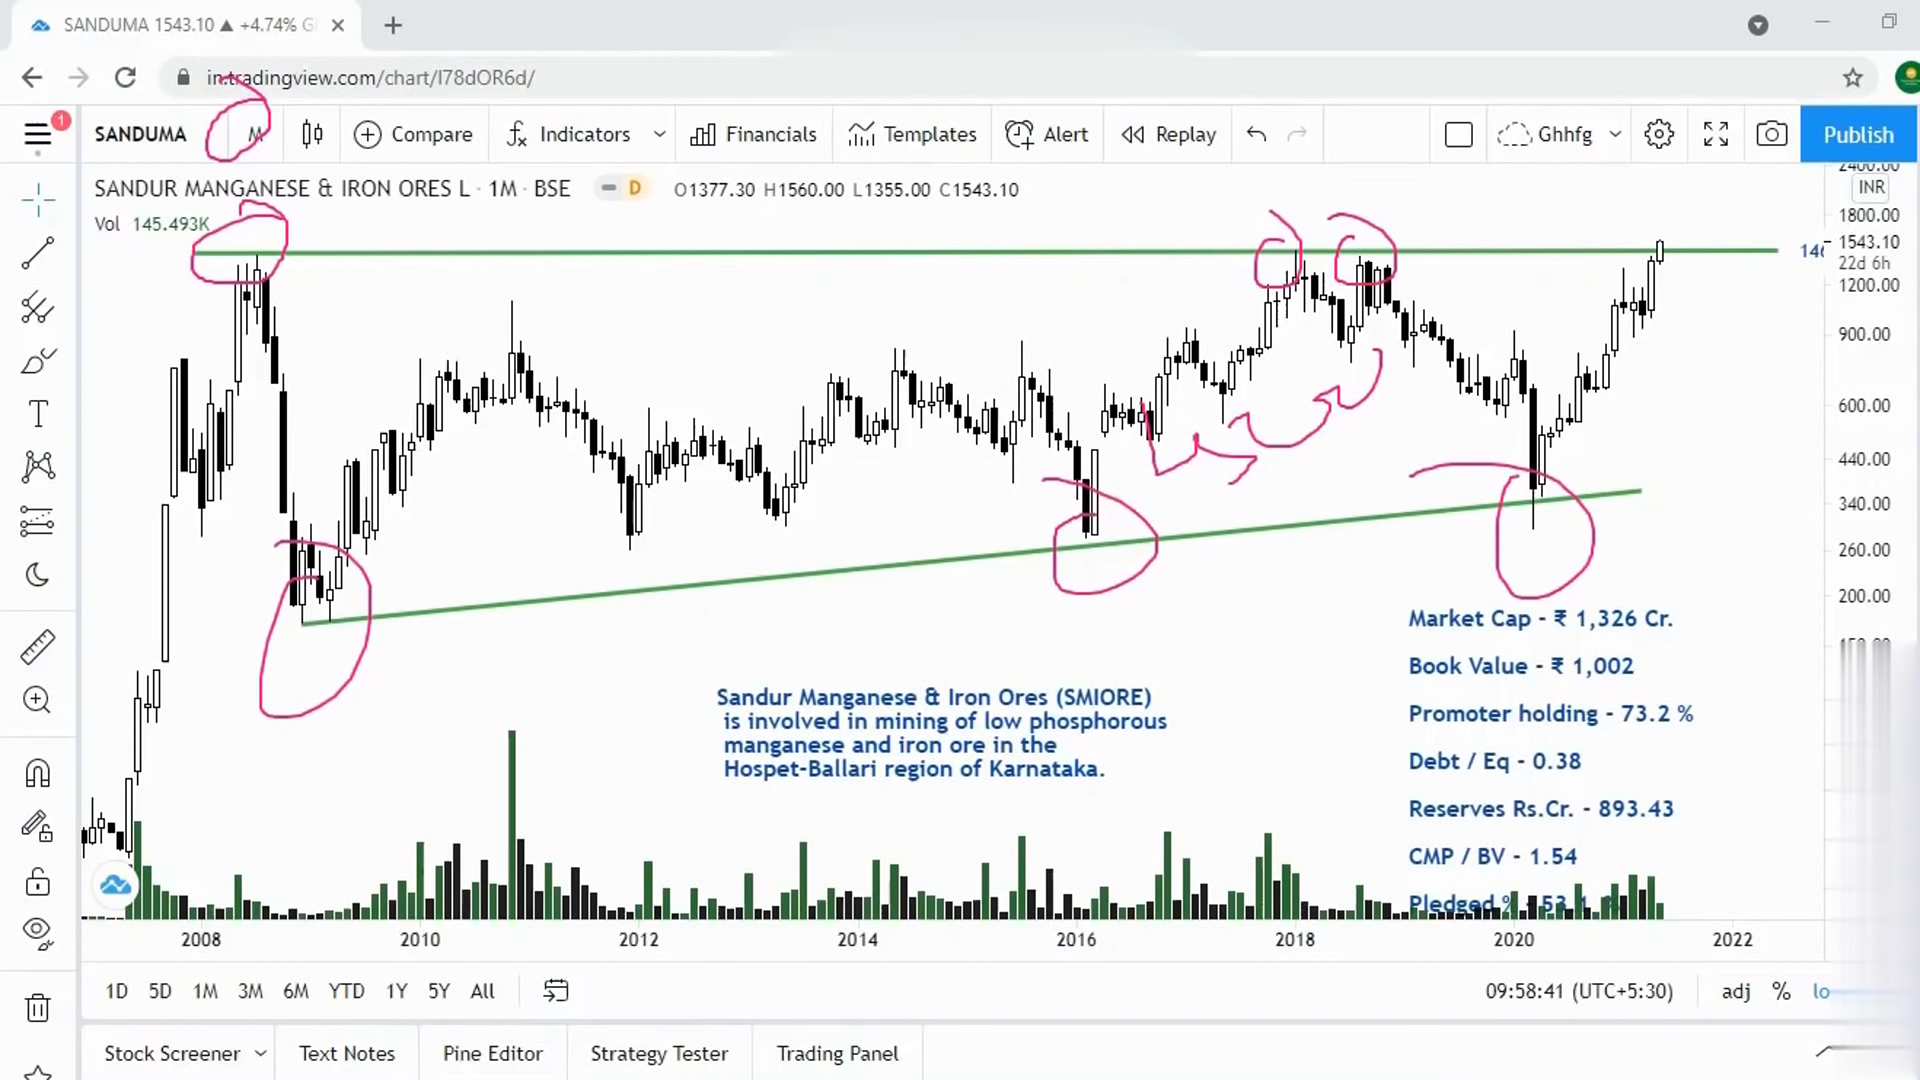 SANDUMA 1543.10 ▲ +4.74% G
in.tradingview.com/chart/I78dOR6d/
1
SANDUMA M Compare Indicators Financials Templates Alert Replay Ghhfg Publish
SANDUR MANGANESE & IRON ORES L · 1M · BSE D O1377.30 H1560.00 L1355.00 C1543.10
Vol 145.493K
2400.00
INR
1800.00
1543.10
22d 6h
1200.00
900.00
600.00
440.00
340.00
260.00
200.00
Market Cap - ₹ 1,326 Cr.
Book Value - ₹ 1,002
Promoter holding - 73.2 %
Debt / Eq - 0.38
Reserves Rs.Cr. - 893.43
CMP / BV - 1.54
Pledged %
Sandur Manganese & Iron Ores (SMIORE)
is involved in mining of low phosphorous
manganese and iron ore in the
Hospet-Ballari region of Karnataka.
2008 2010 2012 2014 2016 2018 2020 2022
1D 5D 1M 3M 6M YTD 1Y 5Y All 09:58:41 (UTC+5:30) adj % lo
Stock Screener Text Notes Pine Editor Strategy Tester Trading Panel